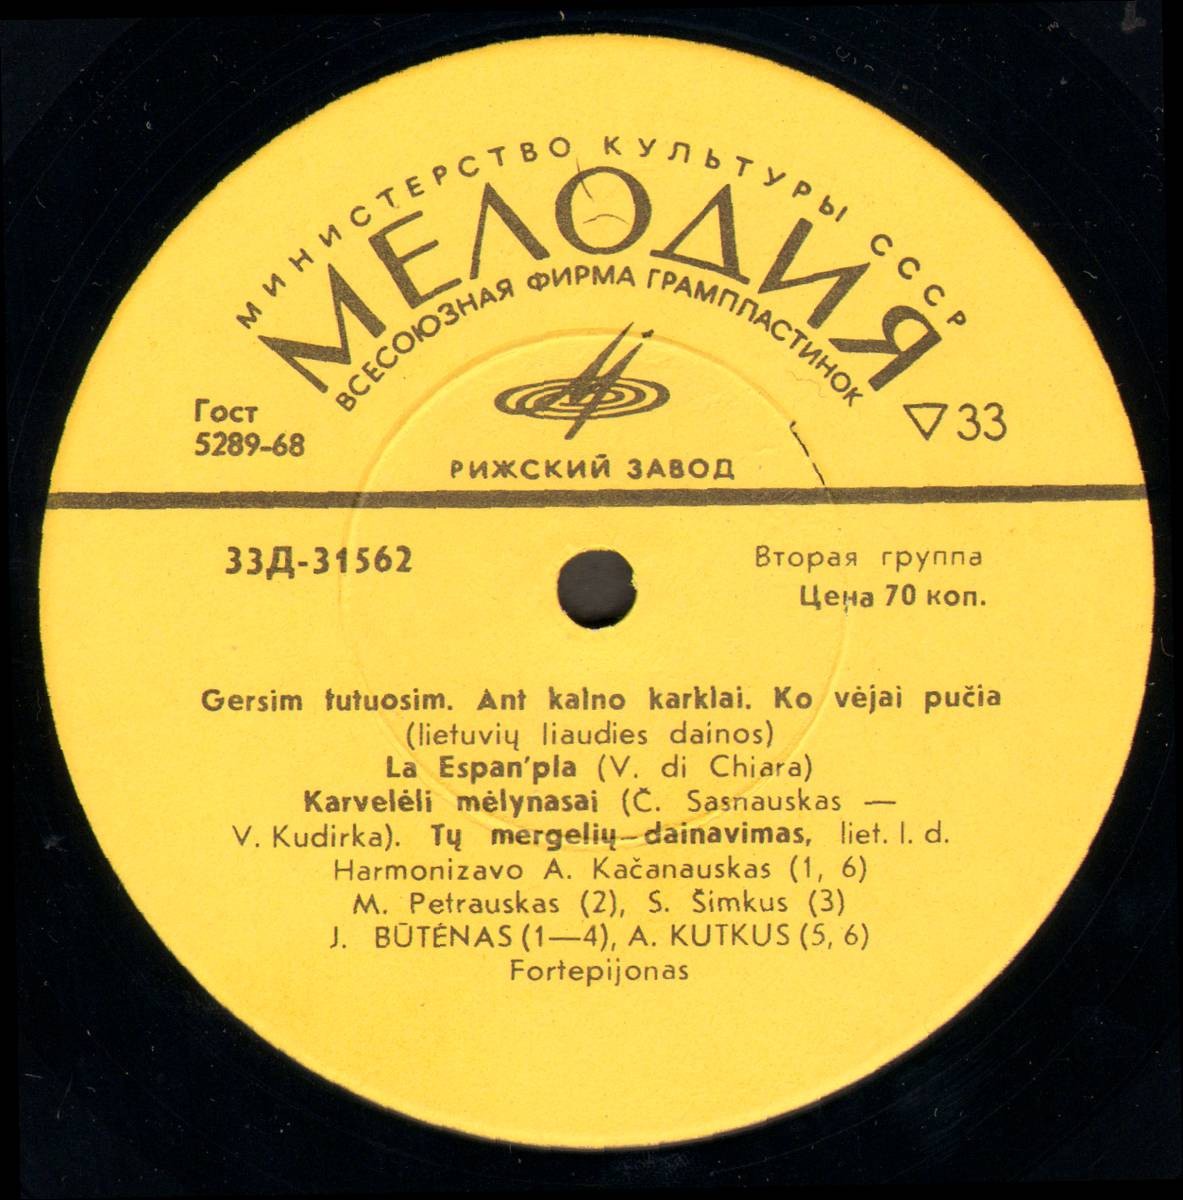 МИНИСТЕРСТВО КУЛЬТУРЫ СССР
МЕЛОДИЯ
ВСЕСОЮЗНАЯ ФИРМА ГРАМПЛАСТИНОК
Гост
5289-68
▽33
РИЖСКИЙ ЗАВОД
33Д-31562
Вторая группа
Цена 70 коп.
Gersim tutuosim. Ant kalno karklai. Ko vėjai pučia
(lietuvių liaudies dainos)
La Espan'pla (V. di Chiara)
Karvelėli mėlynasai (Č. Sasnauskas —
V. Kudirka). Tų mergelių dainavimas, liet. l. d.
Harmonizavo A. Kačanauskas (1, 6)
M. Petrauskas (2), S. Šimkus (3)
J. BŪTĖNAS (1—4), A. KUTKUS (5, 6)
Fortepijonas